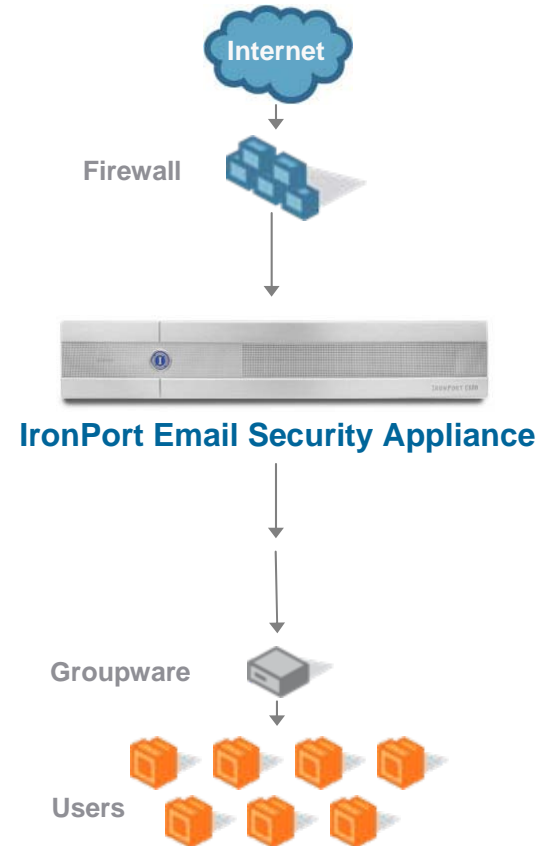 Internet
Firewall
IronPort Email Security Appliance
Groupware
Users